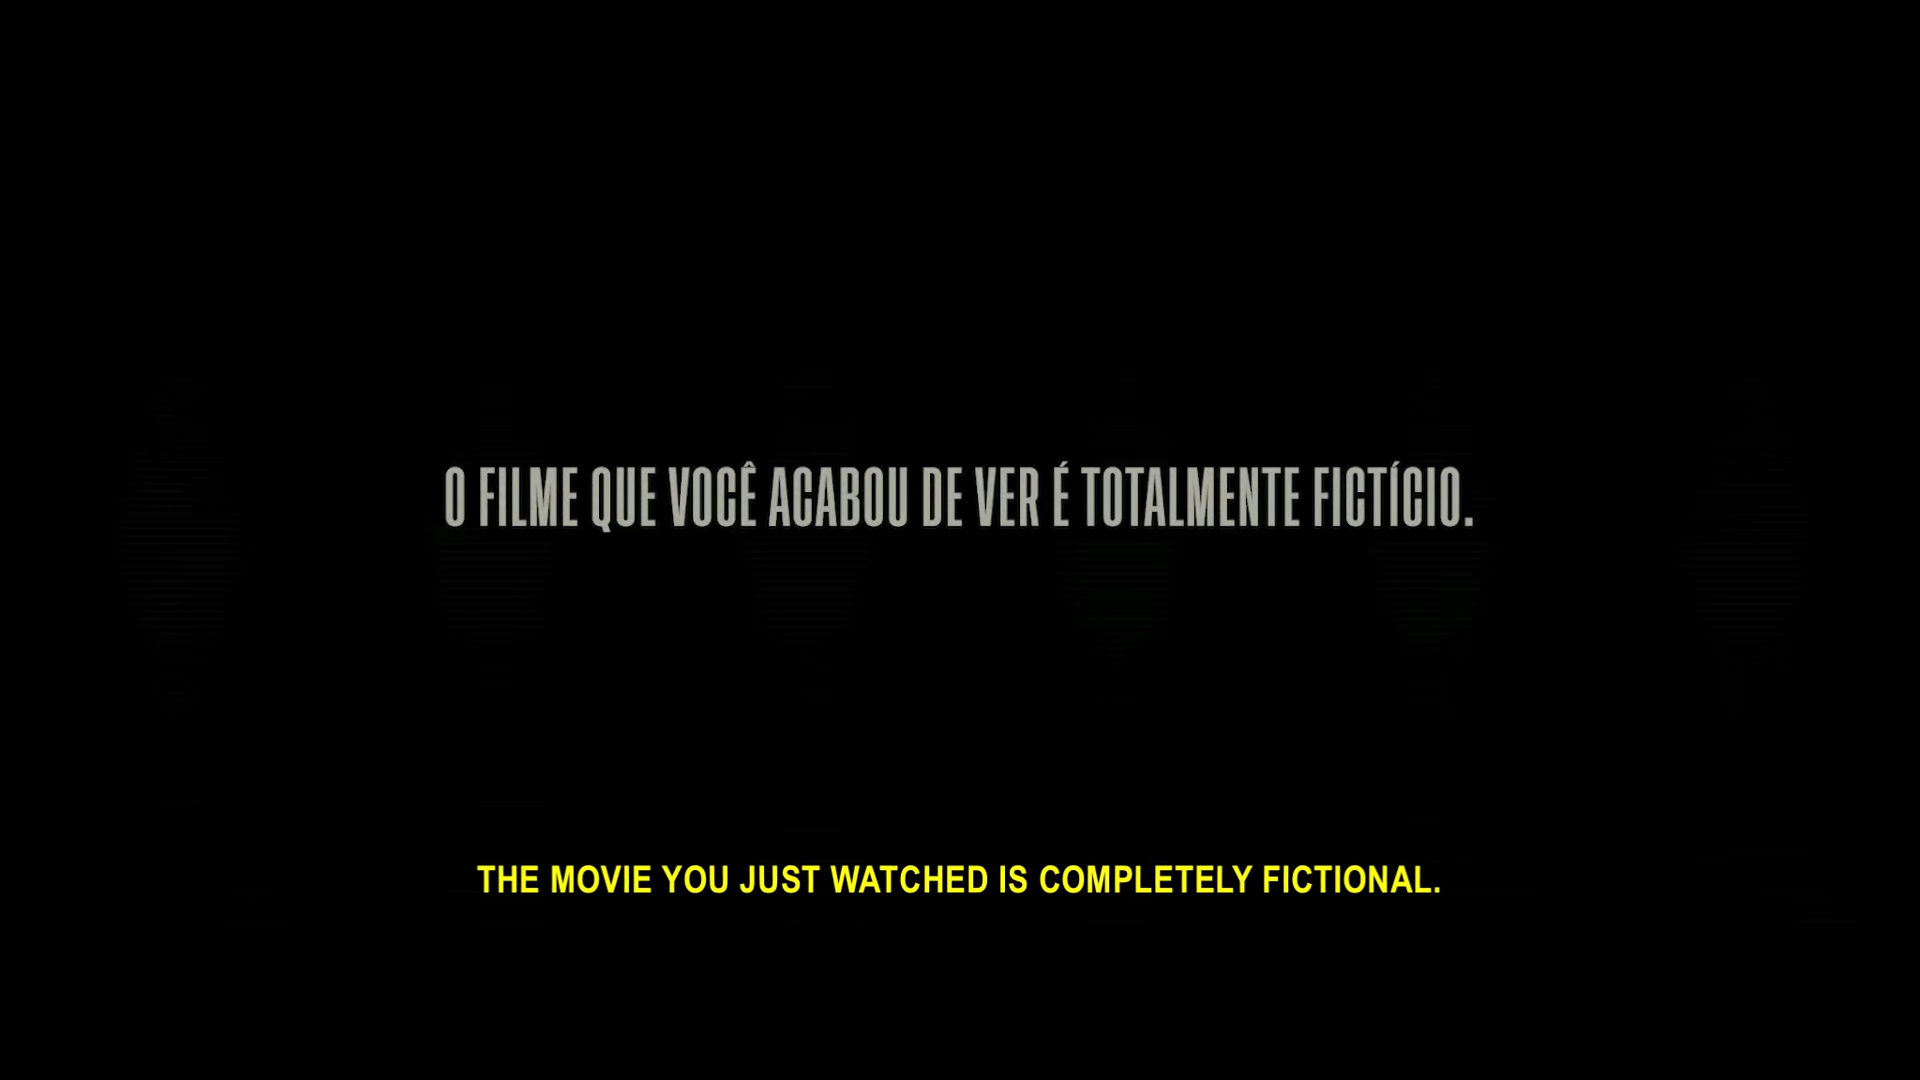 O FILME QUE VOCÊ ACABOU DE VER É TOTALMENTE FICTÍCIO.
THE MOVIE YOU JUST WATCHED IS COMPLETELY FICTIONAL.